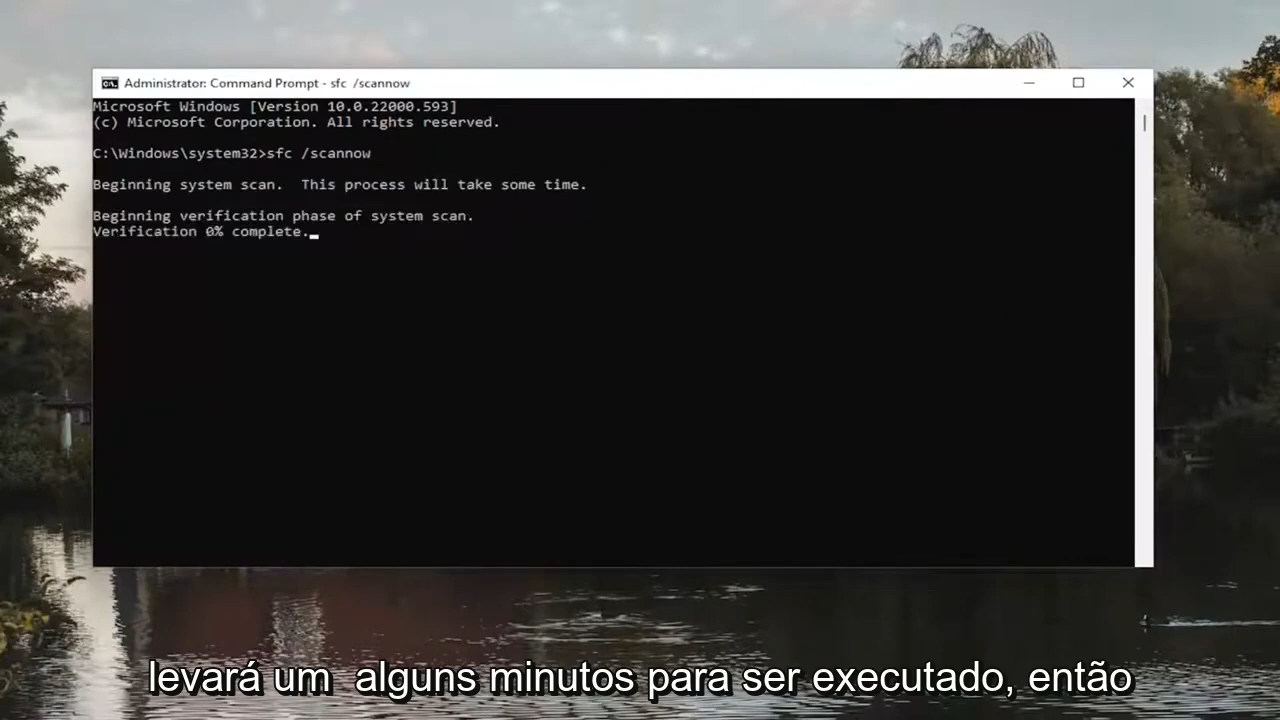 Administrator: Command Prompt - sfc  /scannow
Microsoft Windows [Version 10.0.22000.593]
(c) Microsoft Corporation. All rights reserved.
C:\Windows\system32>sfc /scannow
Beginning system scan.  This process will take some time.
Beginning verification phase of system scan.
Verification 0% complete.
levará um  alguns minutos para ser executado, então